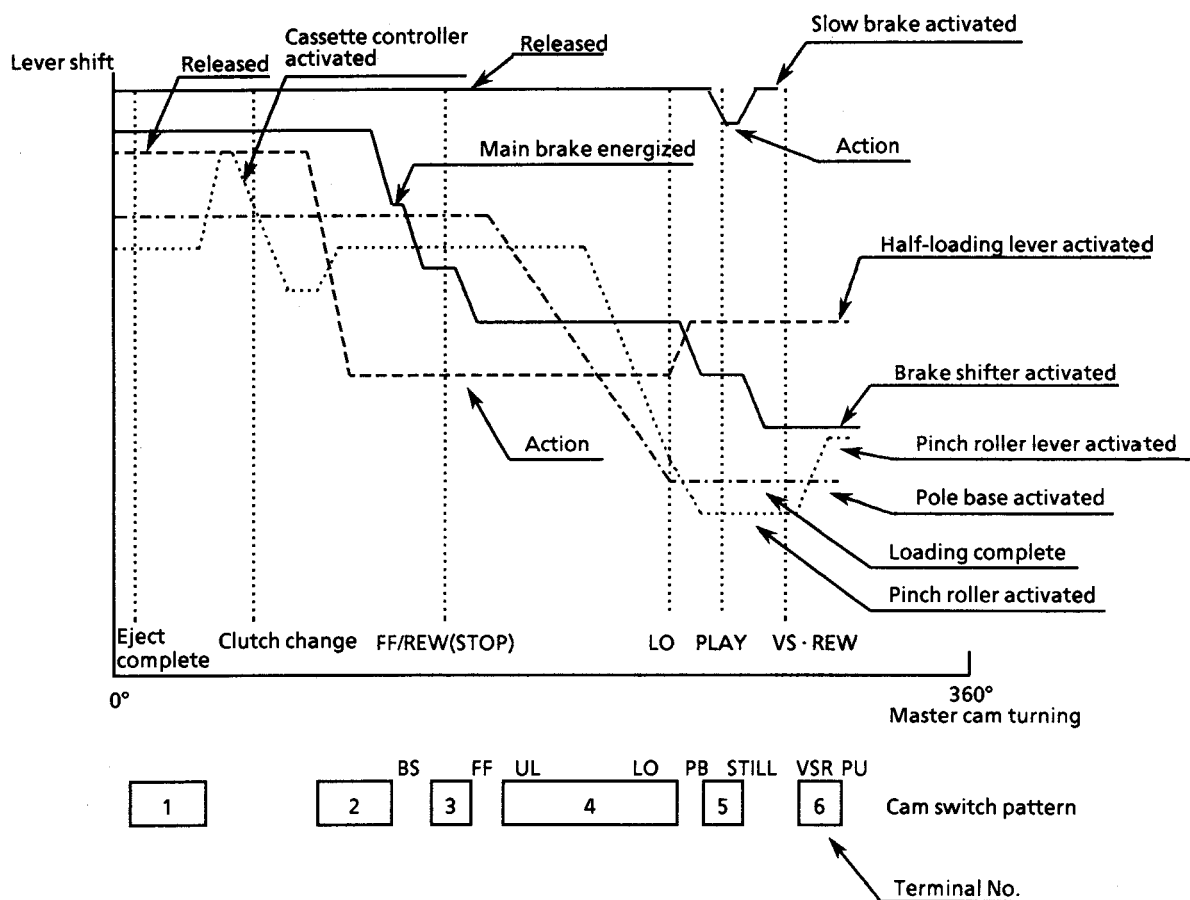 Slow brake activated
Cassette controller
activated
Released
Lever shift
Released
Action
Main brake energized
Half-loading lever activated
Brake shifter activated
Action
Pinch roller lever activated
Pole base activated
Loading complete
Pinch roller activated
Eject
complete
Clutch change
FF/REW(STOP)
LO
PLAY
VS · REW
0°
360°
Master cam turning
BS
FF
UL
LO
PB
STILL
VSR
PU
1
2
3
4
5
6
Cam switch pattern
Terminal No.